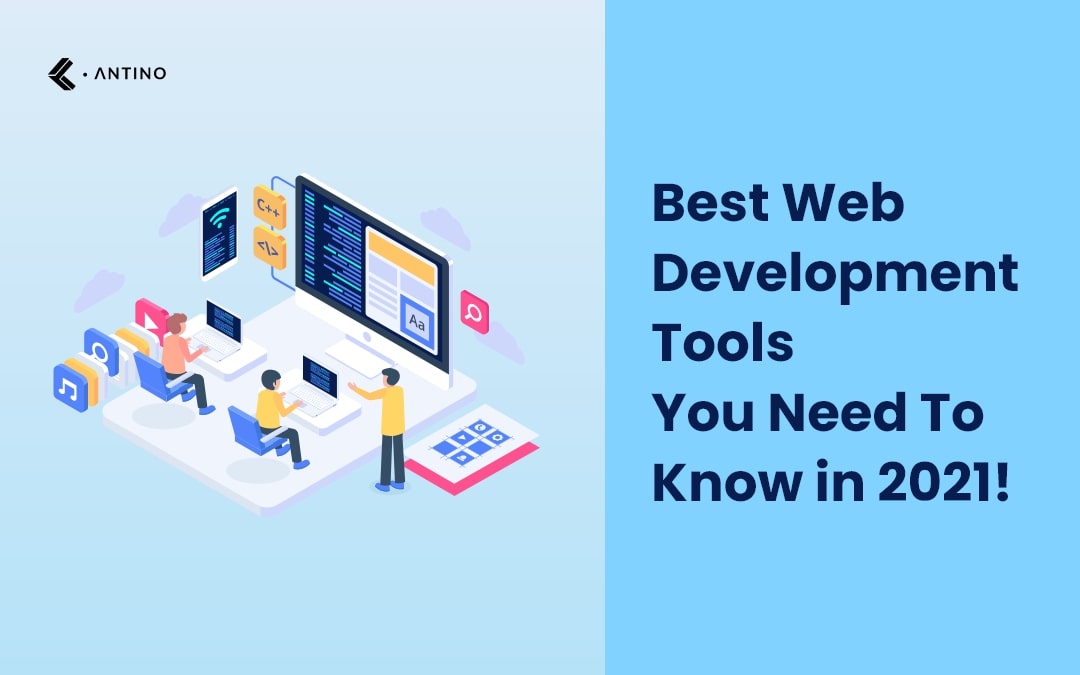 ANTINO
C++
<\>
Aa
Best Web
Development
Tools
You Need To
Know in 2021!